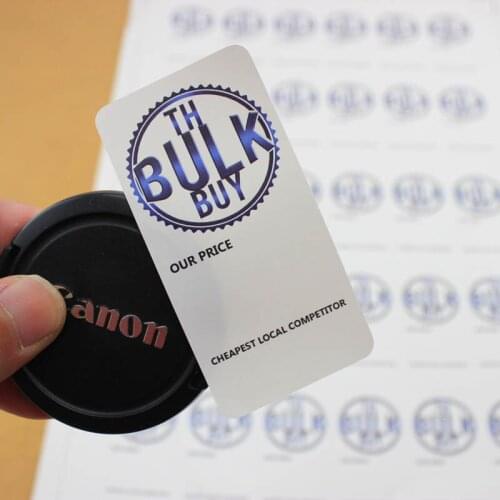 TH
BULK
BUY
OUR PRICE
CHEAPEST LOCAL COMPETITOR
Canon